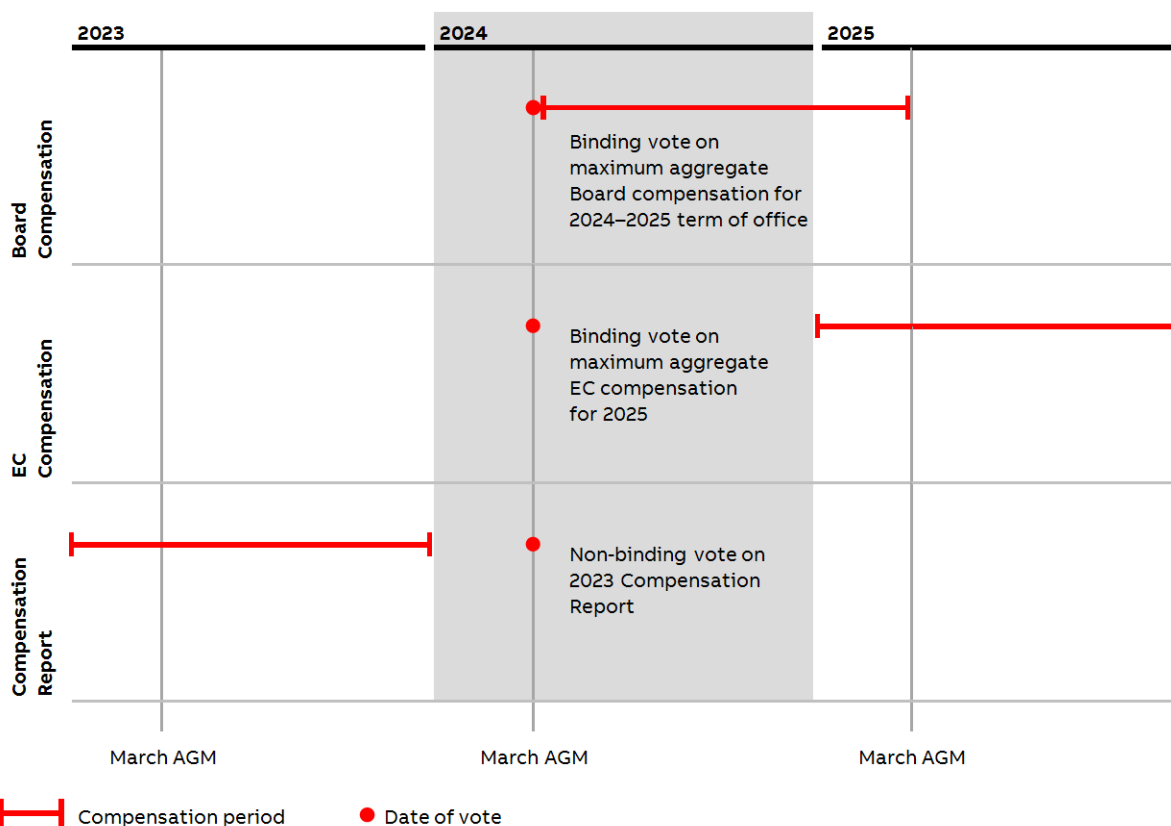 2023
2024
2025
Board
Compensation
Binding vote on
maximum aggregate
Board compensation for
2024–2025 term of office
EC
Compensation
Binding vote on
maximum aggregate
EC compensation
for 2025
Compensation
Report
Non-binding vote on
2023 Compensation
Report
March AGM
March AGM
March AGM
Compensation period
Date of vote